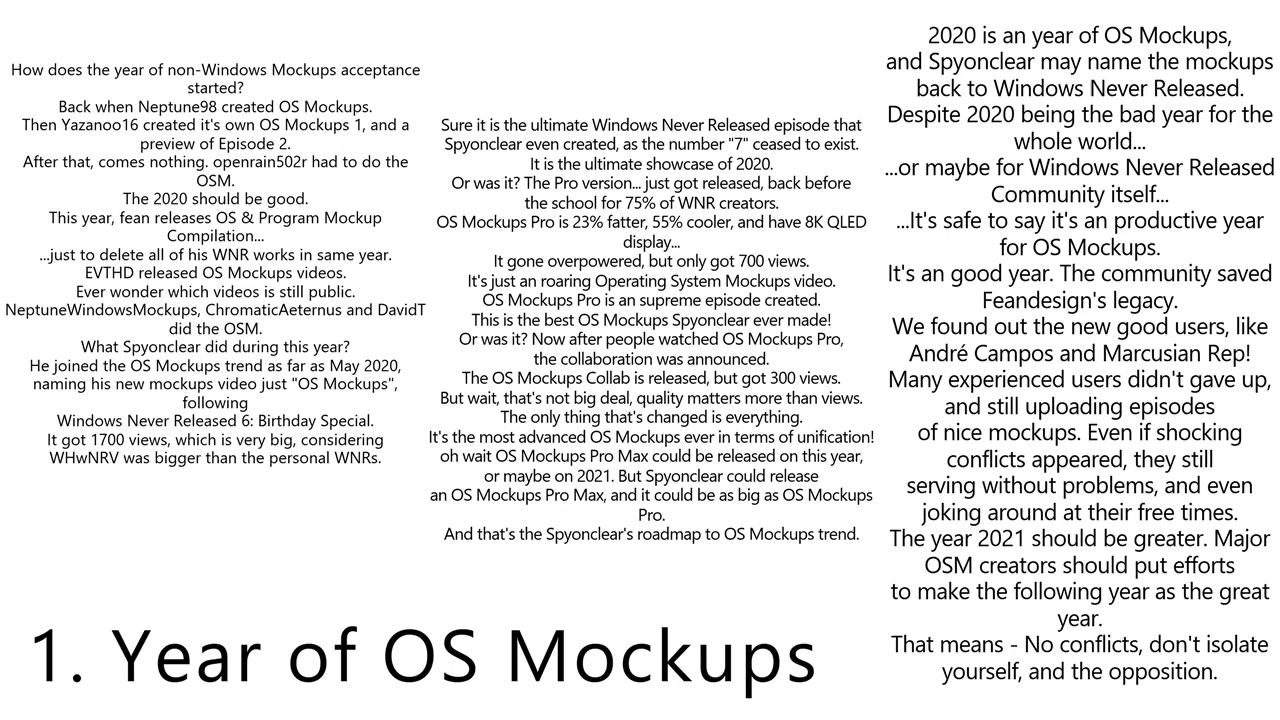 How does the year of non-Windows Mockups acceptance
started?
Back when Neptune98 created OS Mockups.
Then Yazanoo16 created it's own OS Mockups 1, and a
preview of Episode 2.
After that, comes nothing. openrain502r had to do the
OSM.
The 2020 should be good.
This year, fean releases OS & Program Mockup
Compilation...
...just to delete all of his WNR works in same year.
EVTHD released OS Mockups videos.
Ever wonder which videos is still public.
NeptuneWindowsMockups, ChromaticAeternus and DavidT
did the OSM.
What Spyonclear did during this year?
He joined the OS Mockups trend as far as May 2020,
naming his new mockups video just "OS Mockups",
following
Windows Never Released 6: Birthday Special.
It got 1700 views, which is very big, considering
WHwNRV was bigger than the personal WNRs.
Sure it is the ultimate Windows Never Released episode that
Spyonclear even created, as the number "7" ceased to exist.
It is the ultimate showcase of 2020.
Or was it? The Pro version... just got released, back before
the school for 75% of WNR creators.
OS Mockups Pro is 23% fatter, 55% cooler, and have 8K QLED
display...
It gone overpowered, but only got 700 views.
It's just an roaring Operating System Mockups video.
OS Mockups Pro is an supreme episode created.
This is the best OS Mockups Spyonclear ever made!
Or was it? Now after people watched OS Mockups Pro,
the collaboration was announced.
The OS Mockups Collab is released, but got 300 views.
But wait, that's not big deal, quality matters more than views.
The only thing that's changed is everything.
It's the most advanced OS Mockups ever in terms of unification!
oh wait OS Mockups Pro Max could be released on this year,
or maybe on 2021. But Spyonclear could release
an OS Mockups Pro Max, and it could be as big as OS Mockups
Pro.
And that's the Spyonclear's roadmap to OS Mockups trend.
2020 is an year of OS Mockups,
and Spyonclear may name the mockups
back to Windows Never Released.
Despite 2020 being the bad year for the
whole world...
...or maybe for Windows Never Released
Community itself...
...It's safe to say it's an productive year
for OS Mockups.
It's an good year. The community saved
Feandesign's legacy.
We found out the new good users, like
André Campos and Marcusian Rep!
Many experienced users didn't gave up,
and still uploading episodes
of nice mockups. Even if shocking
conflicts appeared, they still
serving without problems, and even
joking around at their free times.
The year 2021 should be greater. Major
OSM creators should put efforts
to make the following year as the great
year.
That means - No conflicts, don't isolate
yourself, and the opposition.
1. Year of OS Mockups